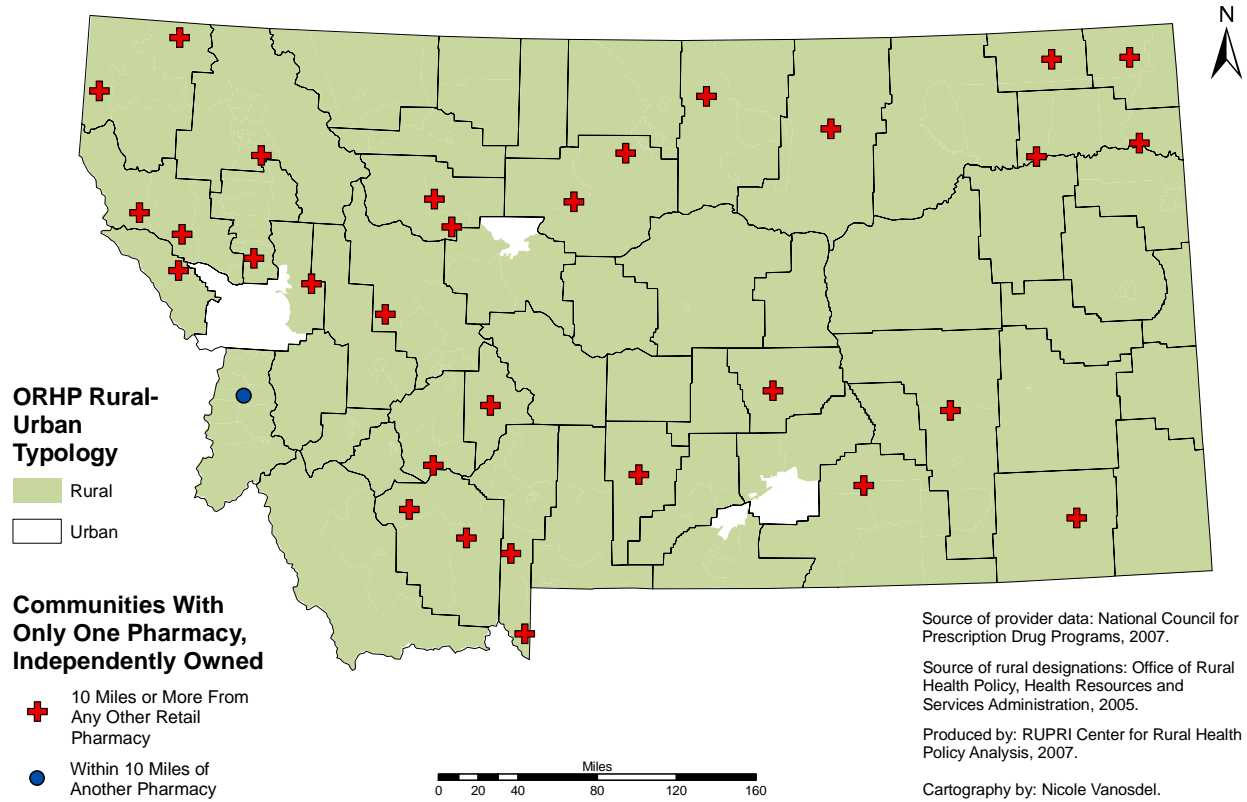 N
ORHP Rural-
Urban
Typology
Rural
Urban
Communities With
Only One Pharmacy,
Independently Owned
10 Miles or More From
Any Other Retail
Pharmacy
Within 10 Miles of
Another Pharmacy
Miles
0 20 40 80 120 160
Source of provider data: National Council for
Prescription Drug Programs, 2007.
Source of rural designations: Office of Rural
Health Policy, Health Resources and
Services Administration, 2005.
Produced by: RUPRI Center for Rural Health
Policy Analysis, 2007.
Cartography by: Nicole Vanosdel.